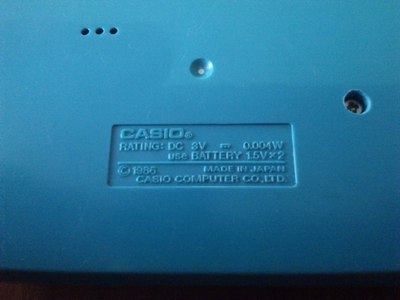 CASIO®
RATING: DC 3V ⎓ 0.004W
use BATTERY 1.5V×2
©1986 MADE IN JAPAN
CASIO COMPUTER CO.,LTD.